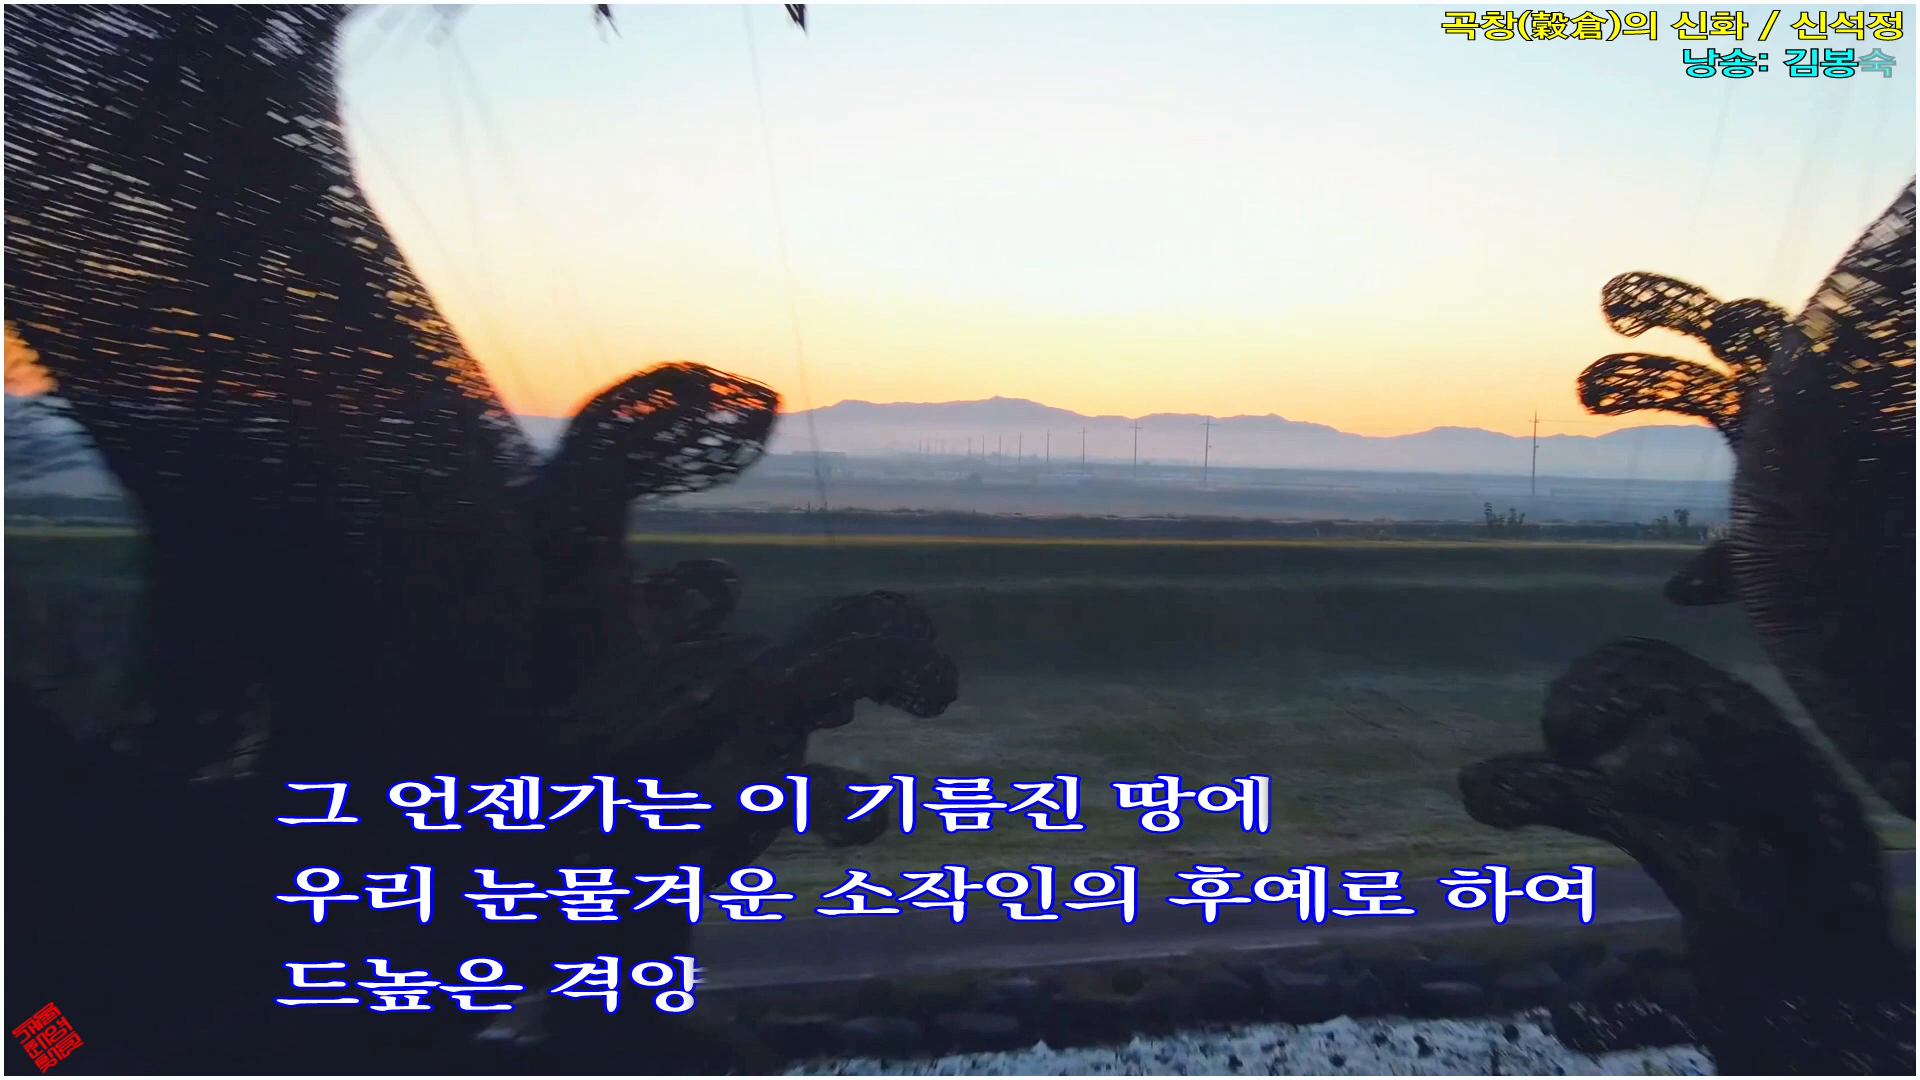 곡창(穀倉)의 신화 / 신석정
낭송: 김봉숙
그 언젠가는 이 기름진 땅에
우리 눈물겨운 소작인의 후예로 하여
드높은 격양